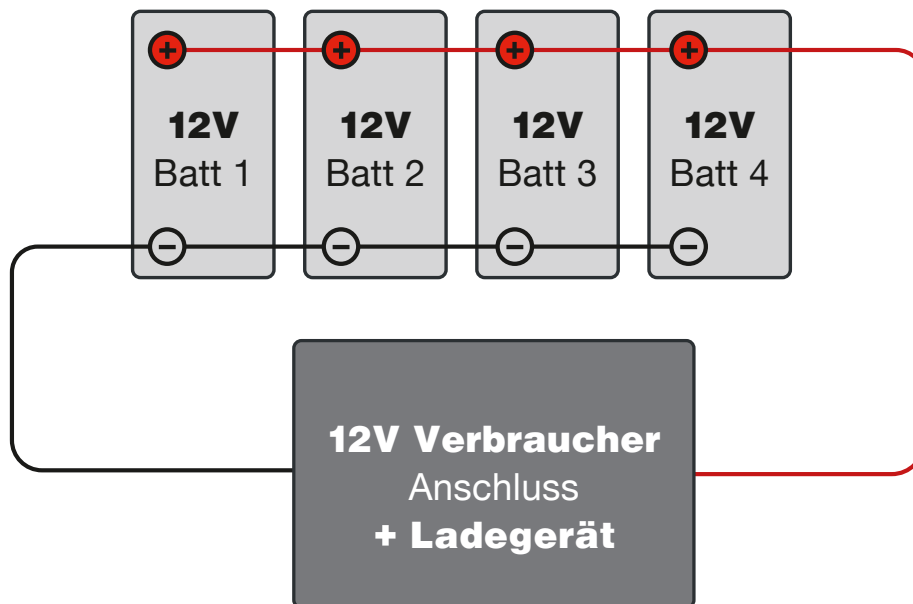 + + + +
12V 12V 12V 12V
Batt 1 Batt 2 Batt 3 Batt 4
− − − −
12V Verbraucher
Anschluss
+ Ladegerät